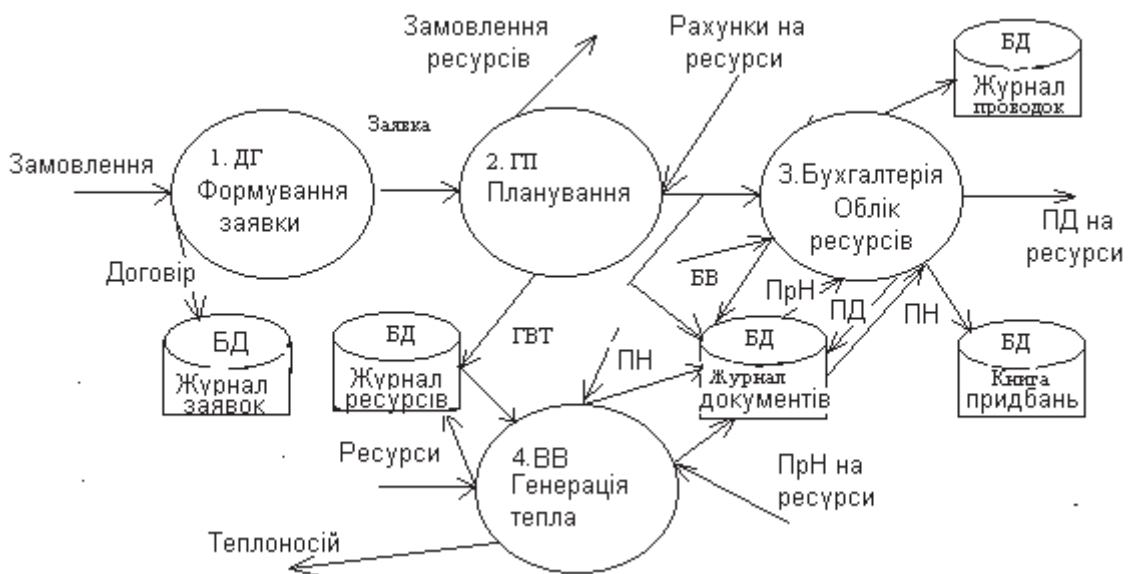 Замовлення
ресурсів
Рахунки на
ресурси
БД
Журнал
проводок
Заявка
Замовлення
1. ДГ
Формування
заявки
2. ГП
Планування
3.Бухгалтерія
Облік
ресурсів
ПД на
ресурси
Договір
БВ
ПрН
ПД
ПН
БД
Журнал
заявок
БД
Журнал
ресурсів
ГВТ
ПН
БД
Журнал
документів
БД
Книга
придбань
Ресурси
4.ВВ
Генерація
тепла
ПрН на
ресурси
Теплоносій